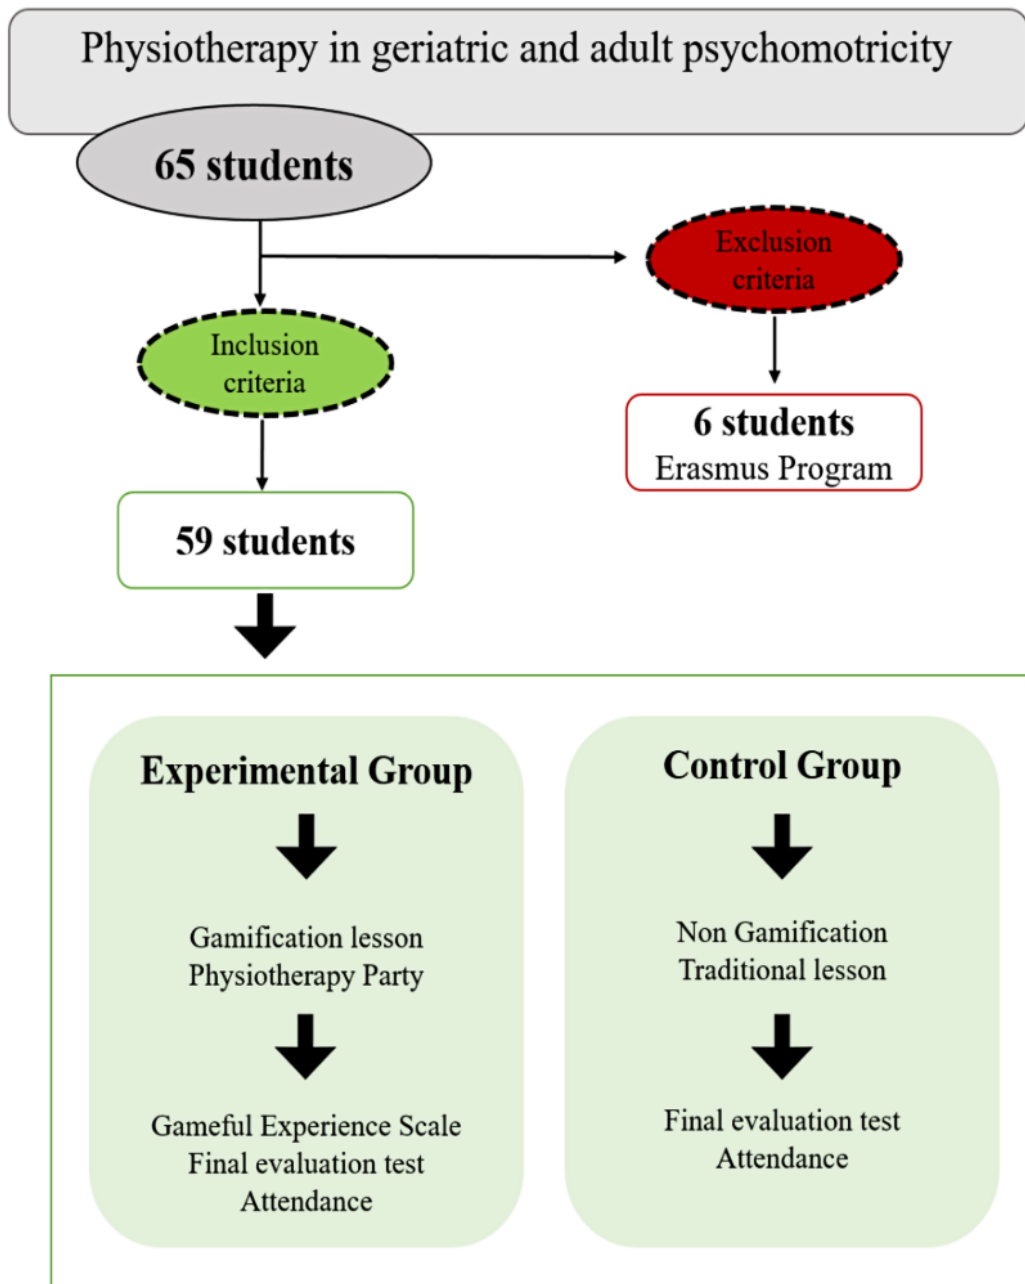 Physiotherapy in geriatric and adult psychomotricity
65 students
Exclusion
criteria
Inclusion
criteria
6 students
Erasmus Program
59 students
Experimental Group
Gamification lesson
Physiotherapy Party
Gameful Experience Scale
Final evaluation test
Attendance
Control Group
Non Gamification
Traditional lesson
Final evaluation test
Attendance